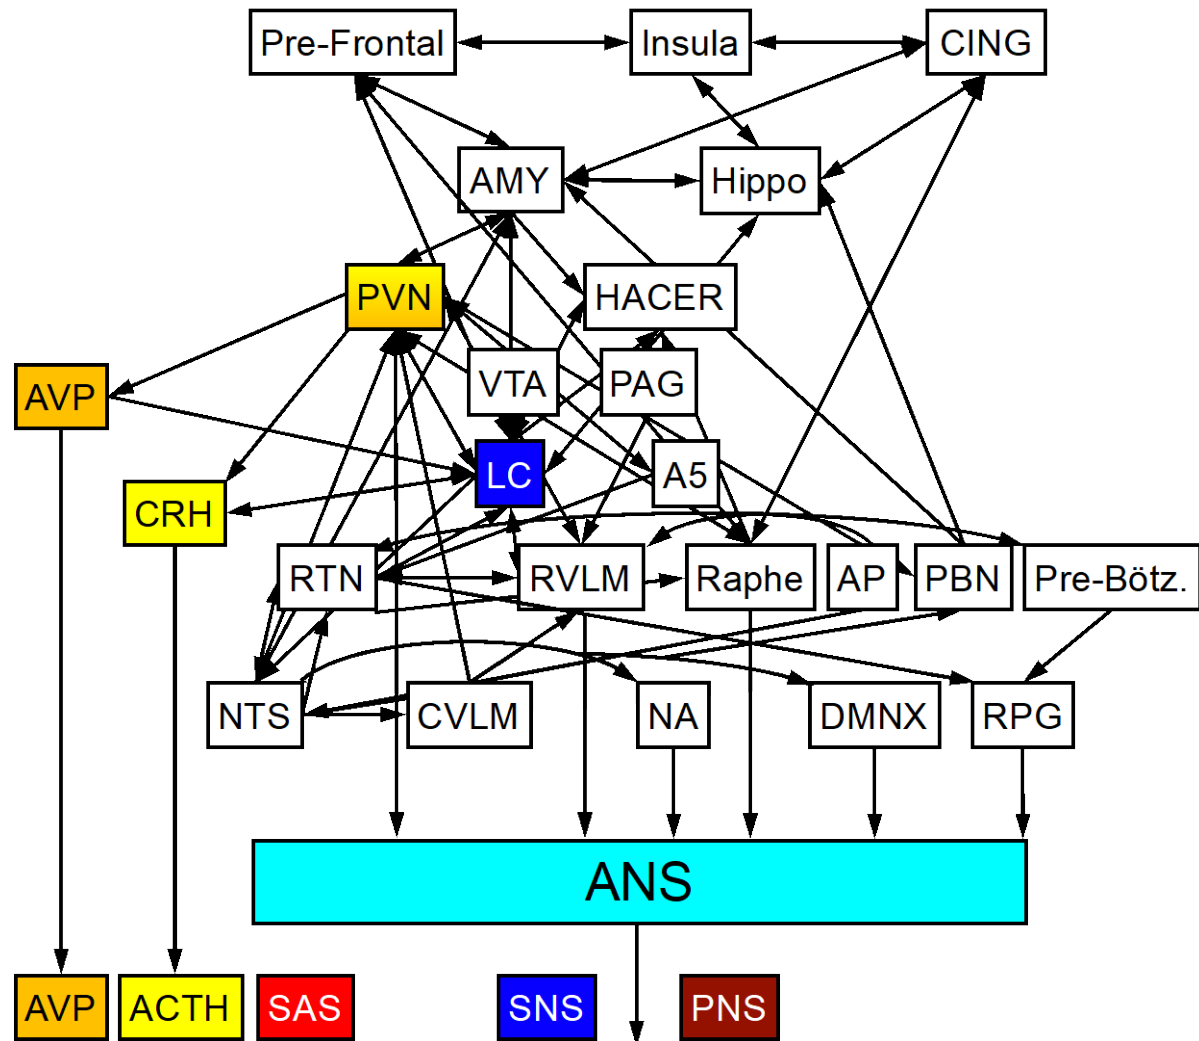 Pre-Frontal
Insula
CING
AMY
Hippo
PVN
HACER
VTA
PAG
AVP
LC
A5
CRH
RTN
RVLM
Raphe
AP
PBN
Pre-Bötz.
NTS
CVLM
NA
DMNX
RPG
ANS
AVP
ACTH
SAS
SNS
PNS